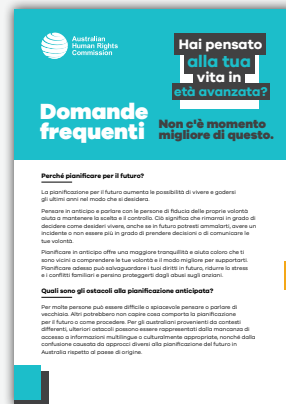 Australian
Human Rights
Commission
Hai pensato
alla tua
vita in
età avanzata?
Domande
frequenti
Non c'è momento
migliore di questo.
Perché pianificare per il futuro?
La pianificazione per il futuro aumenta le possibilità di vivere e godersi
gli ultimi anni nel modo che si desidera.
Pensare in anticipo e parlare con le persone di fiducia delle proprie volontà
aiuta a mantenere la scelta e il controllo. Ciò significa che rimarrai in grado di
decidere come desideri vivere, anche se in futuro potresti ammalarti, avere un
incidente o non essere più in grado di prendere decisioni o di comunicare le
tue volontà.
Pianificare in anticipo offre una maggiore tranquillità e aiuta coloro che ti
sono vicini a comprendere le tue volontà e il modo migliore per supportarti.
Pianificare adesso può salvaguardare i tuoi diritti in futuro, ridurre lo stress
e i conflitti familiari e persino proteggerti dagli abusi sugli anziani.
Quali sono gli ostacoli alla pianificazione anticipata?
Per molte persone può essere difficile o spiacevole pensare o parlare di
vecchiaia. Altri potrebbero non capire cosa comporta la pianificazione
per il futuro o come procedere. Per gli australiani provenienti da contesti
differenti, ulteriori ostacoli possono essere rappresentati dalla mancanza di
accesso a informazioni multilingue o culturalmente appropriate, nonché dalla
confusione causata da approcci diversi alla pianificazione del futuro in
Australia rispetto al paese di origine.